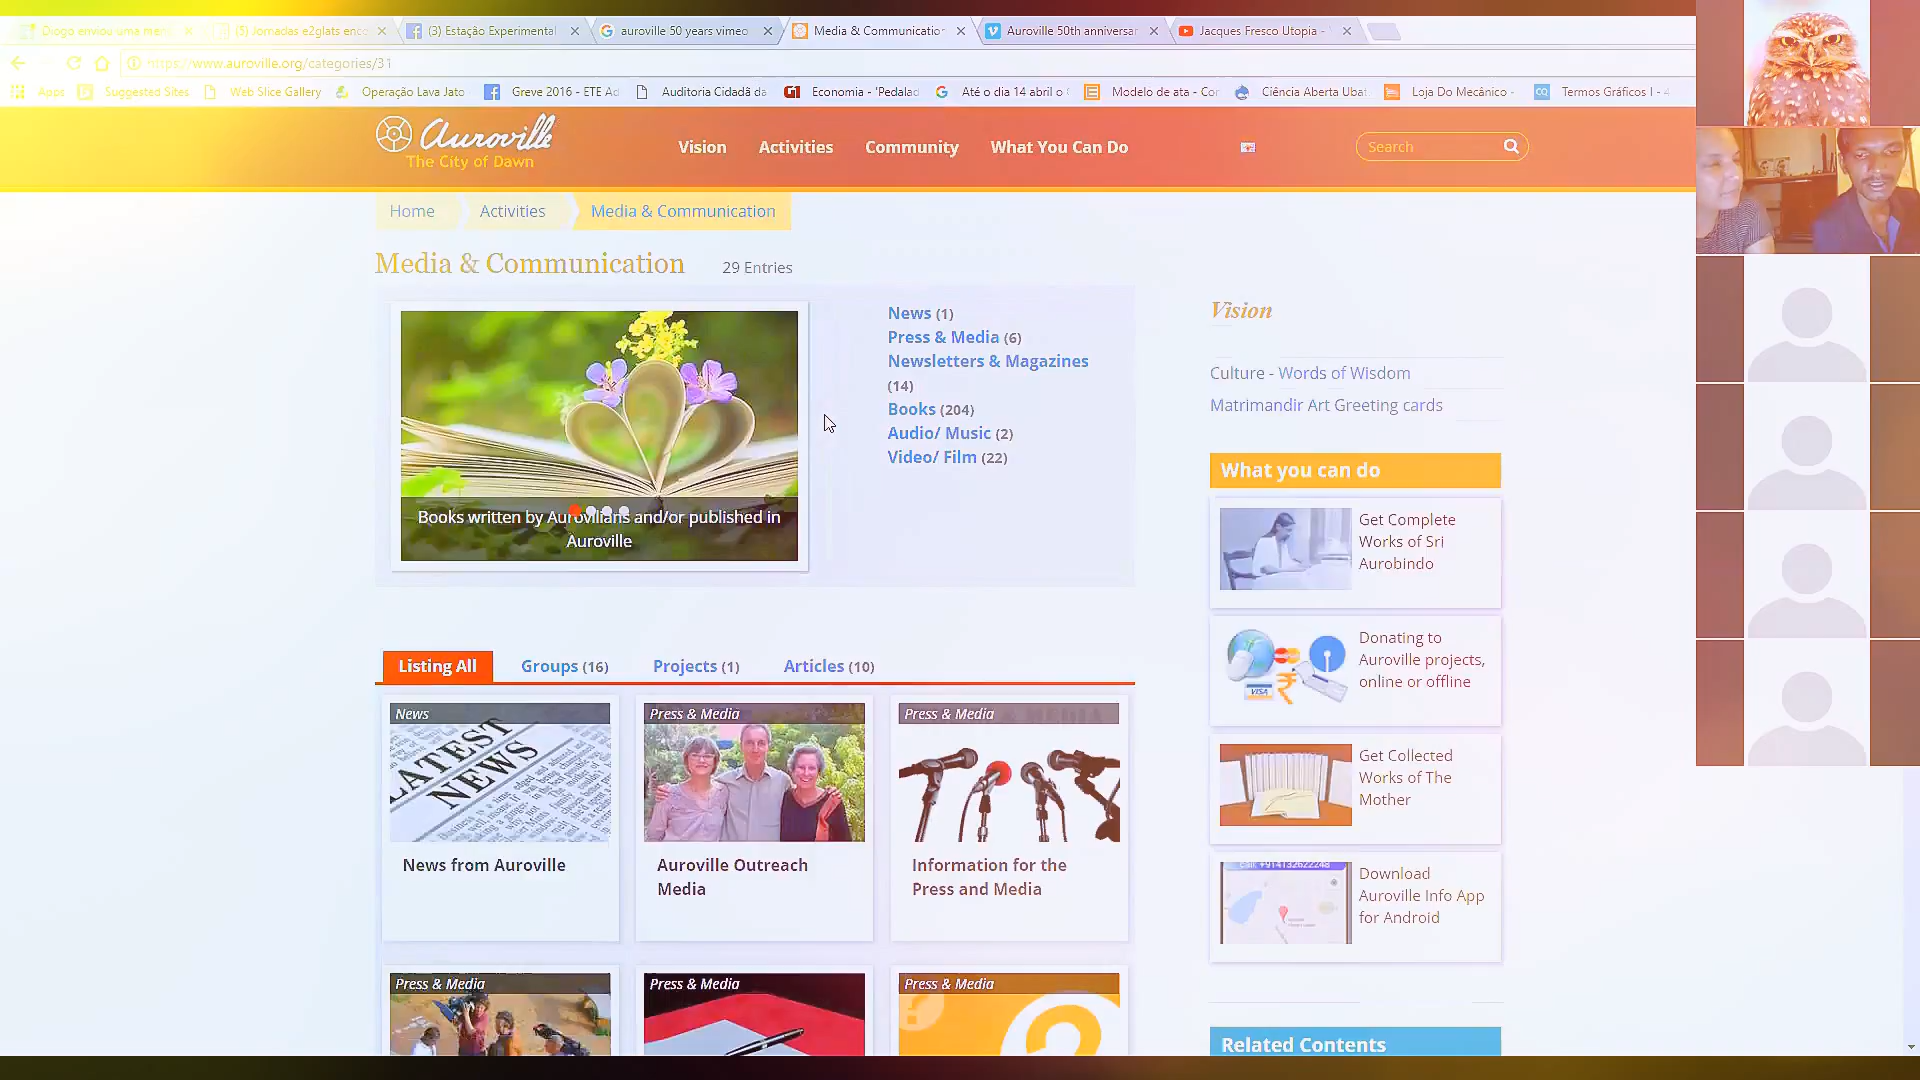 Diogo enviou uma me
(5) Jornadas e2glats enc
(3) Estação Experimental
auroville 50 years vimeo
Media & Communication
Auroville 50th anniversar
Jacques Fresco Utopia -
https://www.auroville.org/categories/31
Apps
Suggested Sites
Web Slice Gallery
Operação Lava Jato
Greve 2016 - ETE Ad
Auditoria Cidadã da
G1
Economia - 'Pedalad
Até o dia 14 abril o
Modelo de ata - Cor
Ciência Aberta Ubat
Loja Do Mecânico -
CQ
Termos Gráficos I - 4
Auroville
The City of Dawn
Vision
Activities
Community
What You Can Do
Search
Home
Activities
Media & Communication
Media & Communication
29 Entries
Books written by Aurovilians and/or published in
Auroville
News (1)
Press & Media (6)
Newsletters & Magazines
(14)
Books (204)
Audio/ Music (2)
Video/ Film (22)
Vision
Culture - Words of Wisdom
Matrimandir Art Greeting cards
What you can do
Get Complete
Works of Sri
Aurobindo
Donating to
Auroville projects,
online or offline
VISA
Get Collected
Works of The
Mother
Download
Auroville Info App
for Android
Related Contents
Listing All
Groups (16)
Projects (1)
Articles (10)
News
LATEST
NEWS
News from Auroville
Press & Media
Auroville Outreach
Media
Press & Media
Information for the
Press and Media
Press & Media
Press & Media
Press & Media